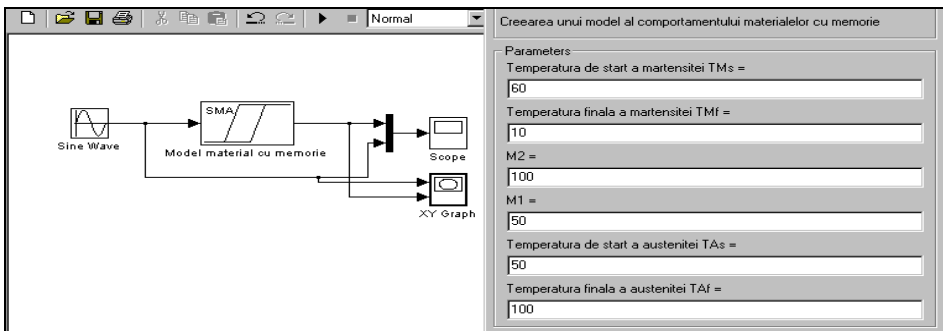 Normal
SMA
Sine Wave
Model material cu memorie
Scope
XY Graph
Creearea unui model al comportamentului materialelor cu memorie
Parameters
Temperatura de start a martensitei TMs =
60
Temperatura finala a martensitei TMf =
10
M2 =
100
M1 =
50
Temperatura de start a austenitei TAs =
50
Temperatura finala a austenitei TAf =
100